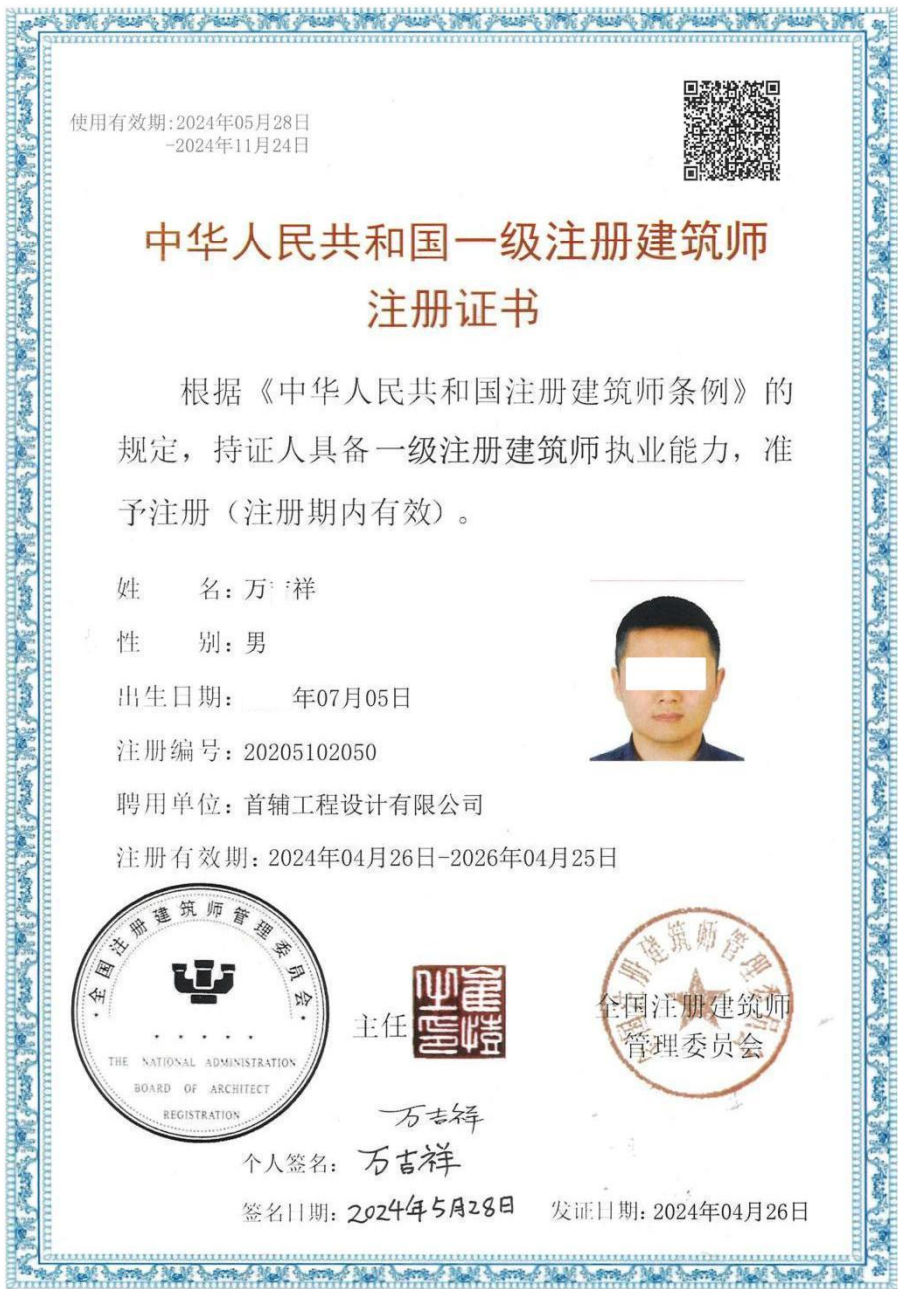 使用有效期:2024年05月28日
-2024年11月24日
中华人民共和国一级注册建筑师
注册证书
根据《中华人民共和国注册建筑师条例》的
规定，持证人具备一级注册建筑师执业能力，准
予注册（注册期内有效）。
姓 名：万 祥
性 别：男
出生日期： 年07月05日
注册编号：20205102050
聘用单位：首辅工程设计有限公司
注册有效期：2024年04月26日-2026年04月25日
全国注册建筑师管理委员会
THE NATIONAL ADMINISTRATION
BOARD OF ARCHITECT
REGISTRATION
主任
全国注册建筑师
管理委员会
万吉祥
个人签名：万吉祥
签名日期：2024年5月28日
发证日期：2024年04月26日